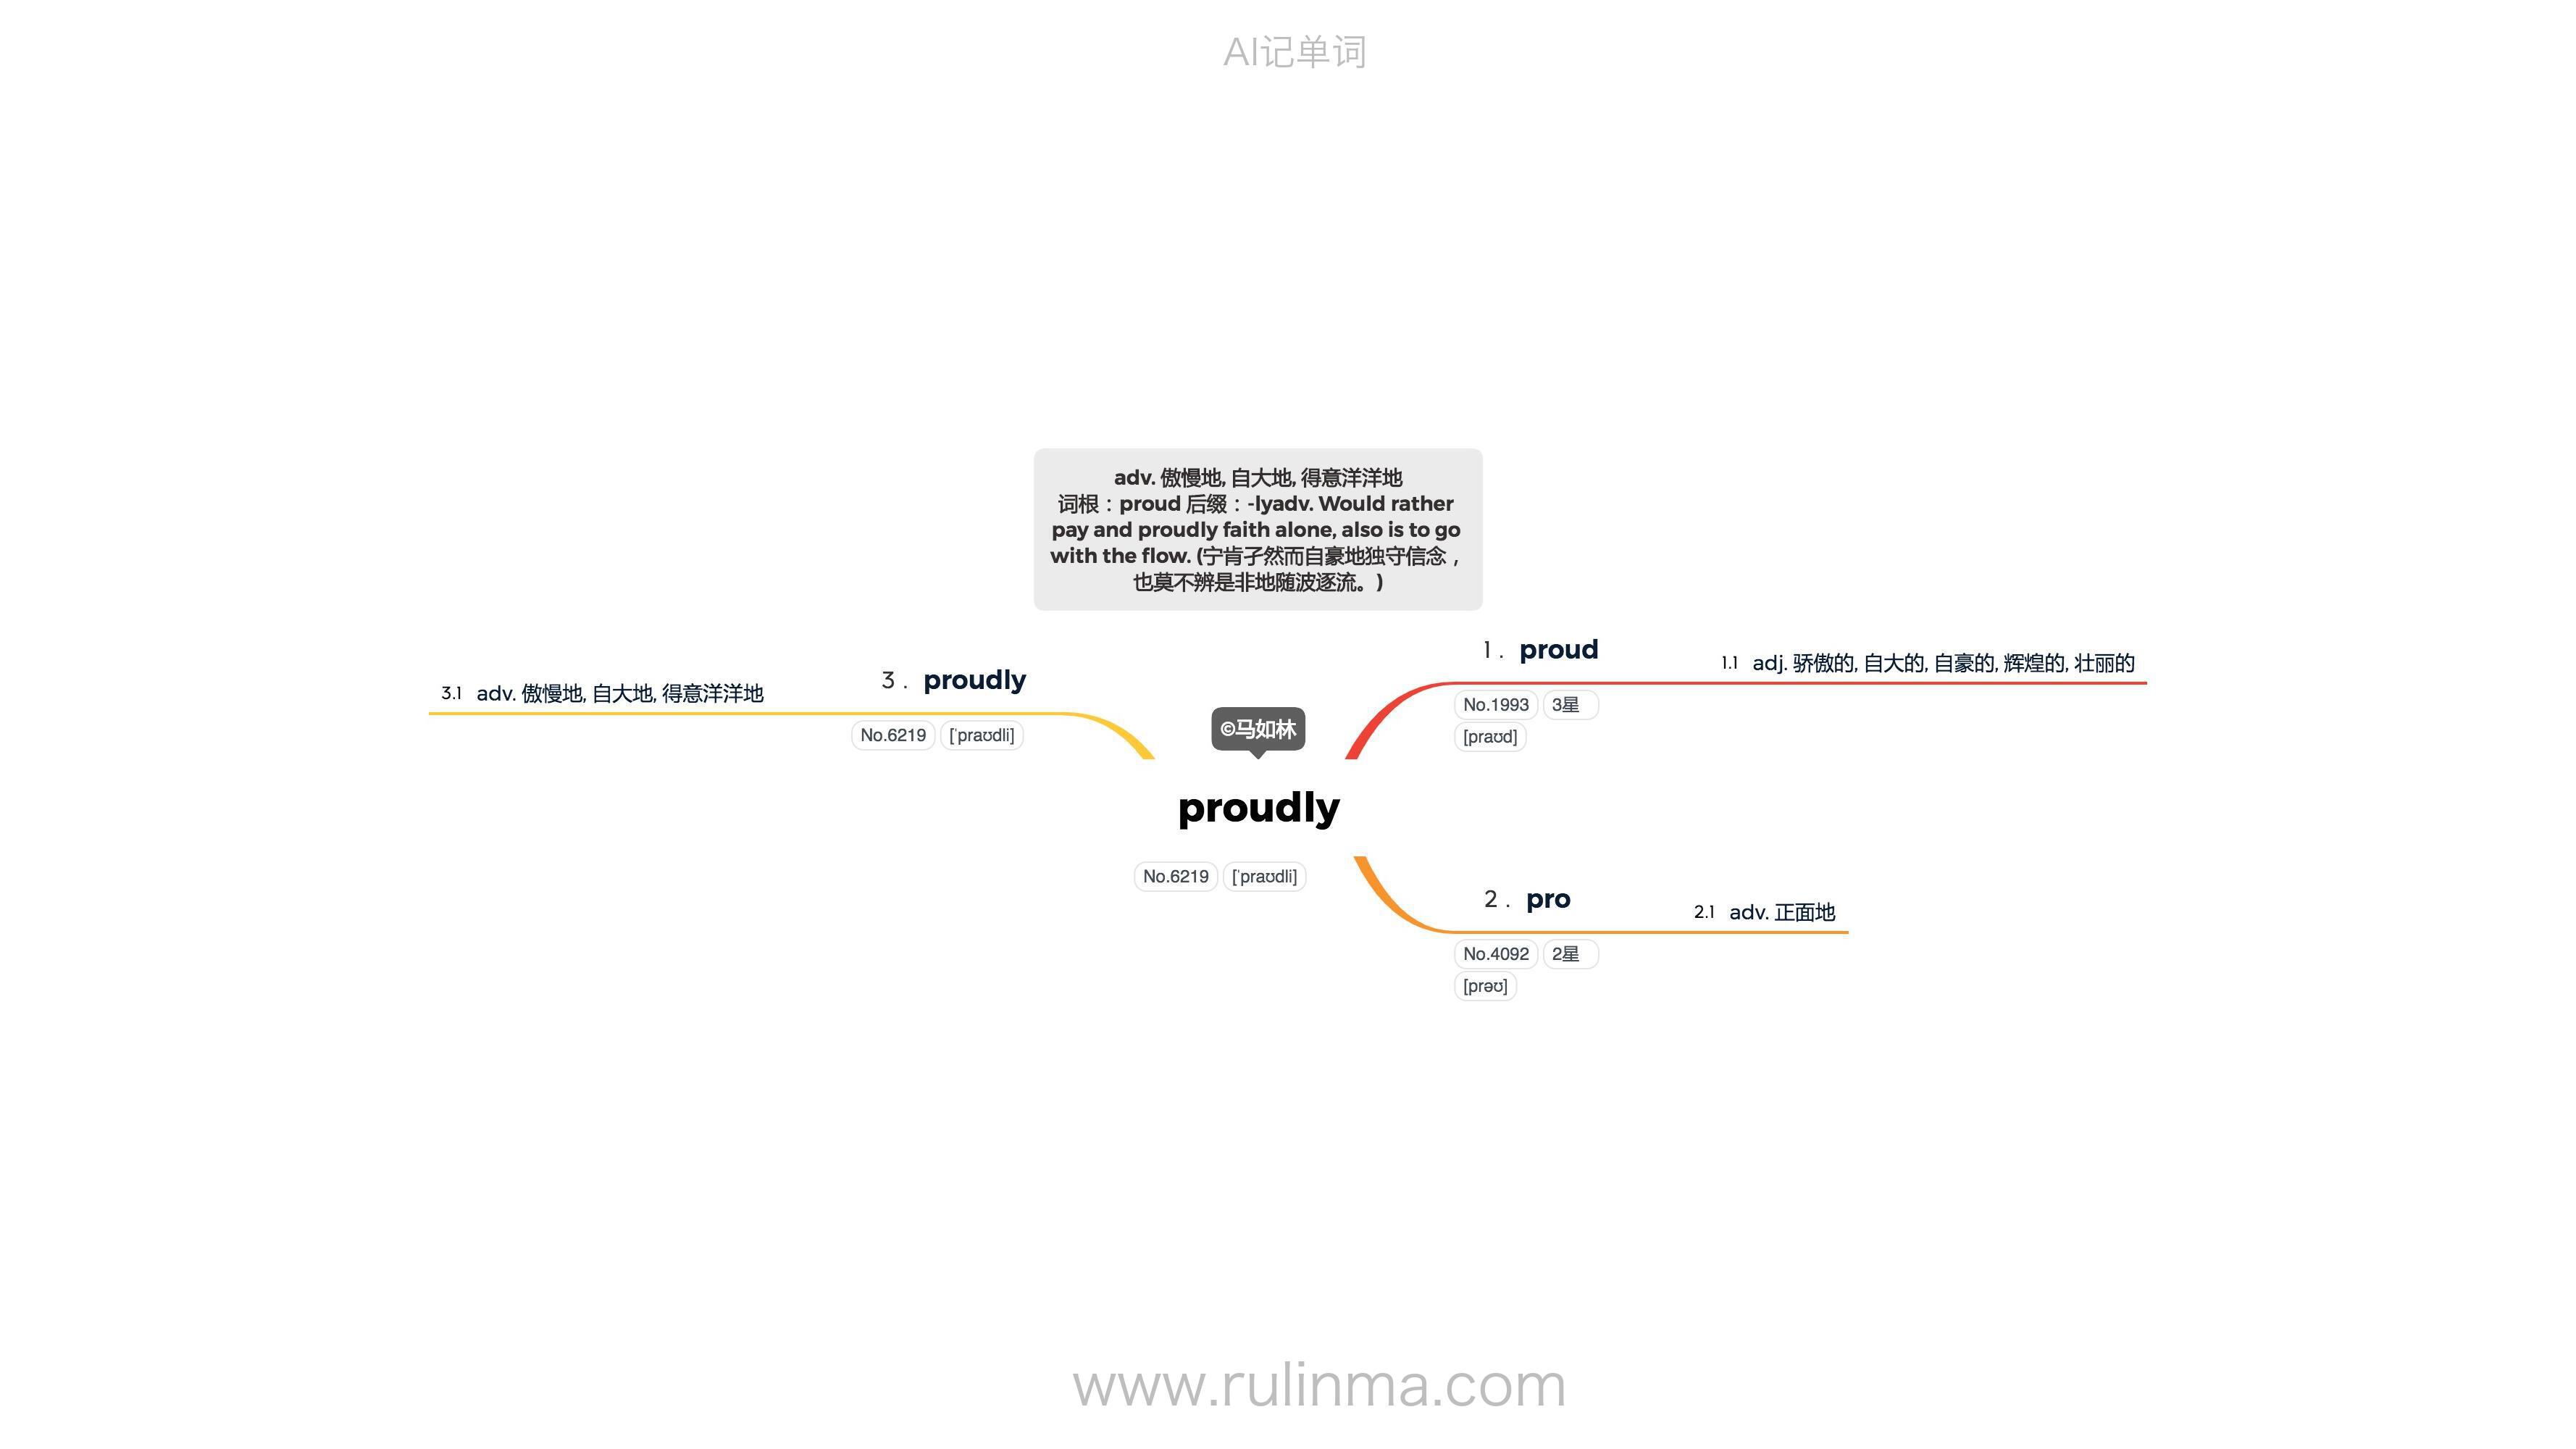 AI记单词
adv. 傲慢地, 自大地, 得意洋洋地
词根：proud 后缀：-lyadv. Would rather
pay and proudly faith alone, also is to go
with the flow. (宁肯孑然而自豪地独守信念，
也莫不辨是非地随波逐流。)
1 . proud
1.1 adj. 骄傲的, 自大的, 自豪的, 辉煌的, 壮丽的
No.1993 3星
[praʊd]
3 . proudly
3.1 adv. 傲慢地, 自大地, 得意洋洋地
No.6219 [ˈpraʊdli]
©马如林
proudly
No.6219 [ˈpraʊdli]
2 . pro
2.1 adv. 正面地
No.4092 2星
[prəʊ]
www.rulinma.com